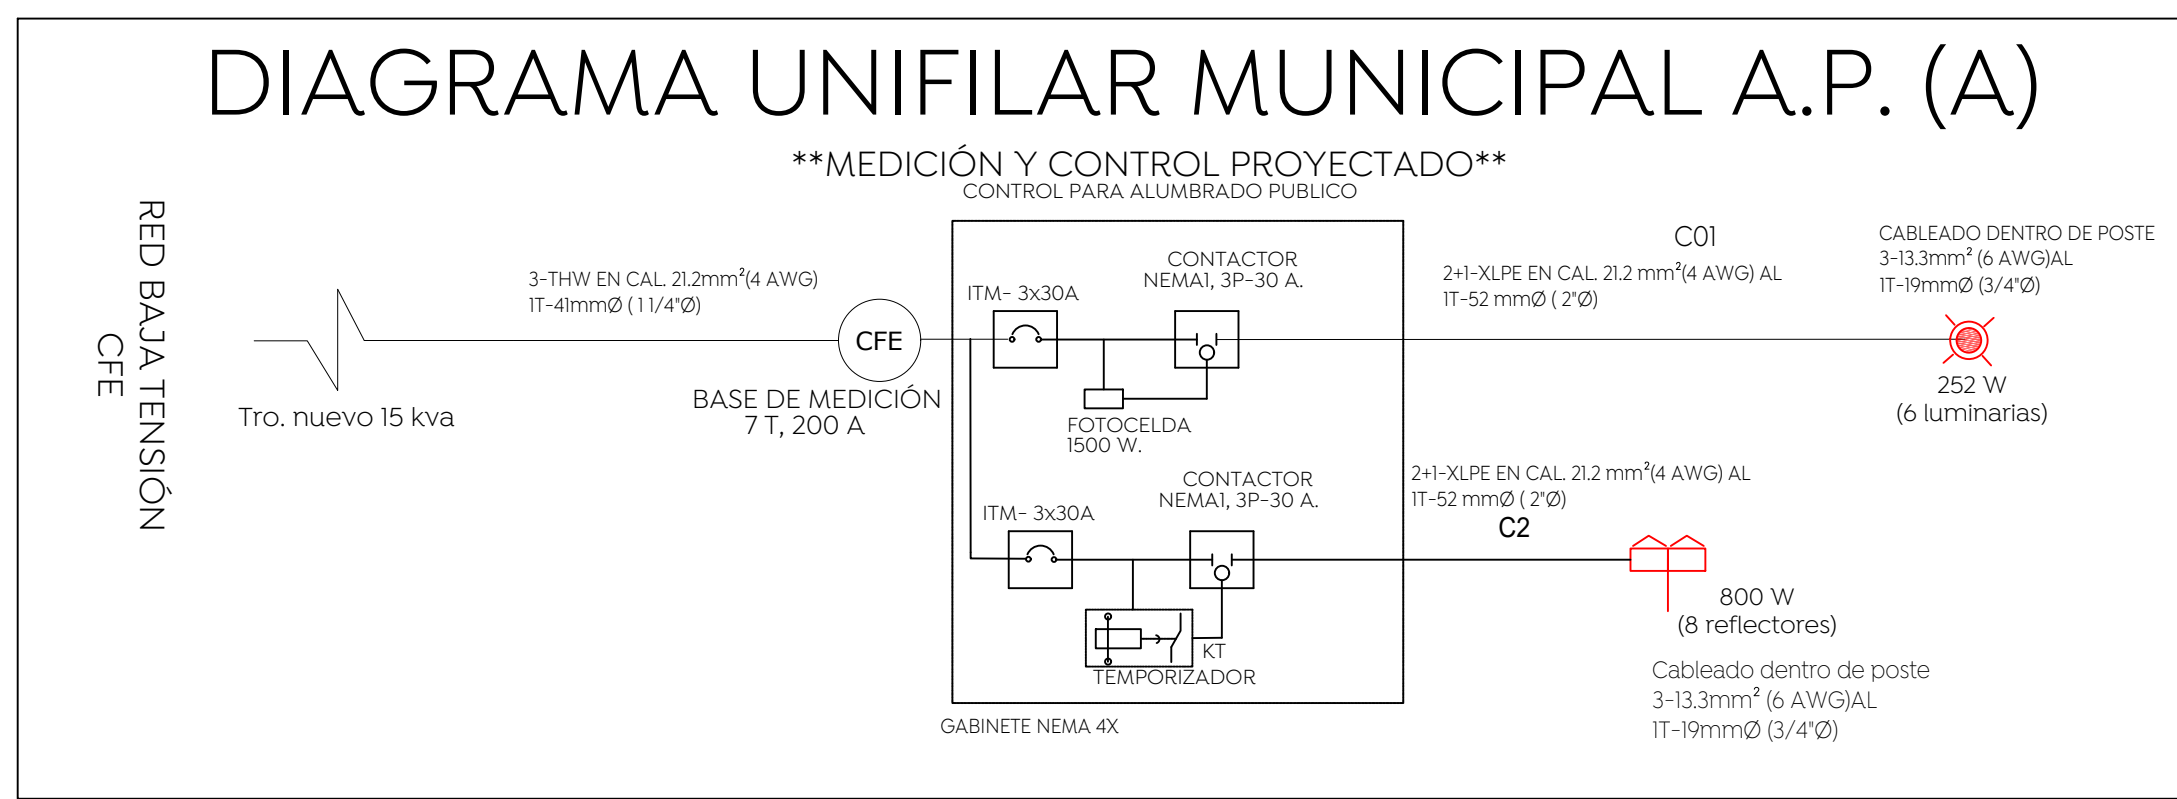 DIAGRAMA UNIFILAR MUNICIPAL A.P. (A)
**MEDICIÓN Y CONTROL PROYECTADO**
CONTROL PARA ALUMBRADO PUBLICO
RED BAJA TENSIÓN
CFE
Tro. nuevo 15 kva
3-THW EN CAL. 21.2mm²(4 AWG)
1T-41mmØ ( 1 1/4"Ø)
CFE
BASE DE MEDICIÓN
7 T, 200 A
ITM- 3x30A
CONTACTOR
NEMA1, 3P-30 A.
FOTOCELDA
1500 W.
C01
2+1-XLPE EN CAL. 21.2 mm²(4 AWG) AL
1T-52 mmØ ( 2"Ø)
CABLEADO DENTRO DE POSTE
3-13.3mm² (6 AWG)AL
1T-19mmØ (3/4"Ø)
252 W
(6 luminarias)
ITM- 3x30A
CONTACTOR
NEMA1, 3P-30 A.
KT
TEMPORIZADOR
GABINETE NEMA 4X
2+1-XLPE EN CAL. 21.2 mm²(4 AWG) AL
1T-52 mmØ ( 2"Ø)
C2
800 W
(8 reflectores)
Cableado dentro de poste
3-13.3mm² (6 AWG)AL
1T-19mmØ (3/4"Ø)